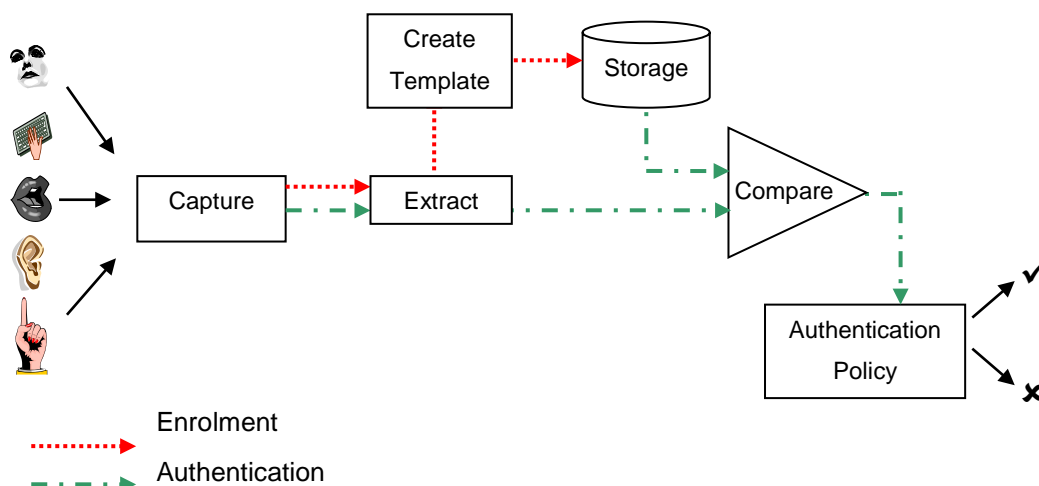 Create
Template
Storage
Capture
Extract
Compare
Authentication
Policy
Enrolment
Authentication